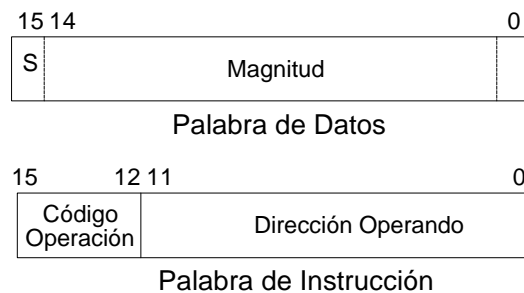 15 14 0
S Magnitud
Palabra de Datos
15 12 11 0
Código Operación Dirección Operando
Palabra de Instrucción